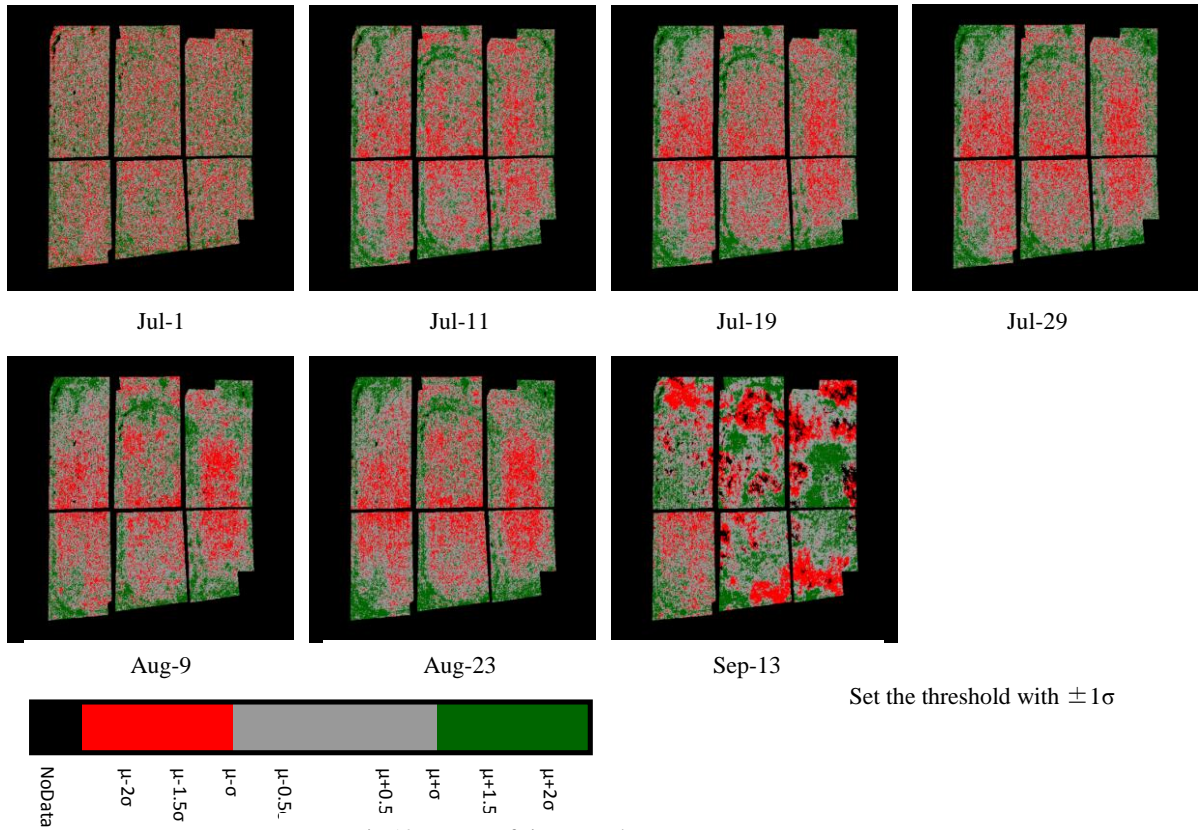 Jul-1
Jul-11
Jul-19
Jul-29
Aug-9
Aug-23
Sep-13
Set the threshold with ±1σ
NoData
μ-2σ
μ-1.5σ
μ-σ
μ-0.5
μ+0.5
μ+σ
μ+1.5
μ+2σ